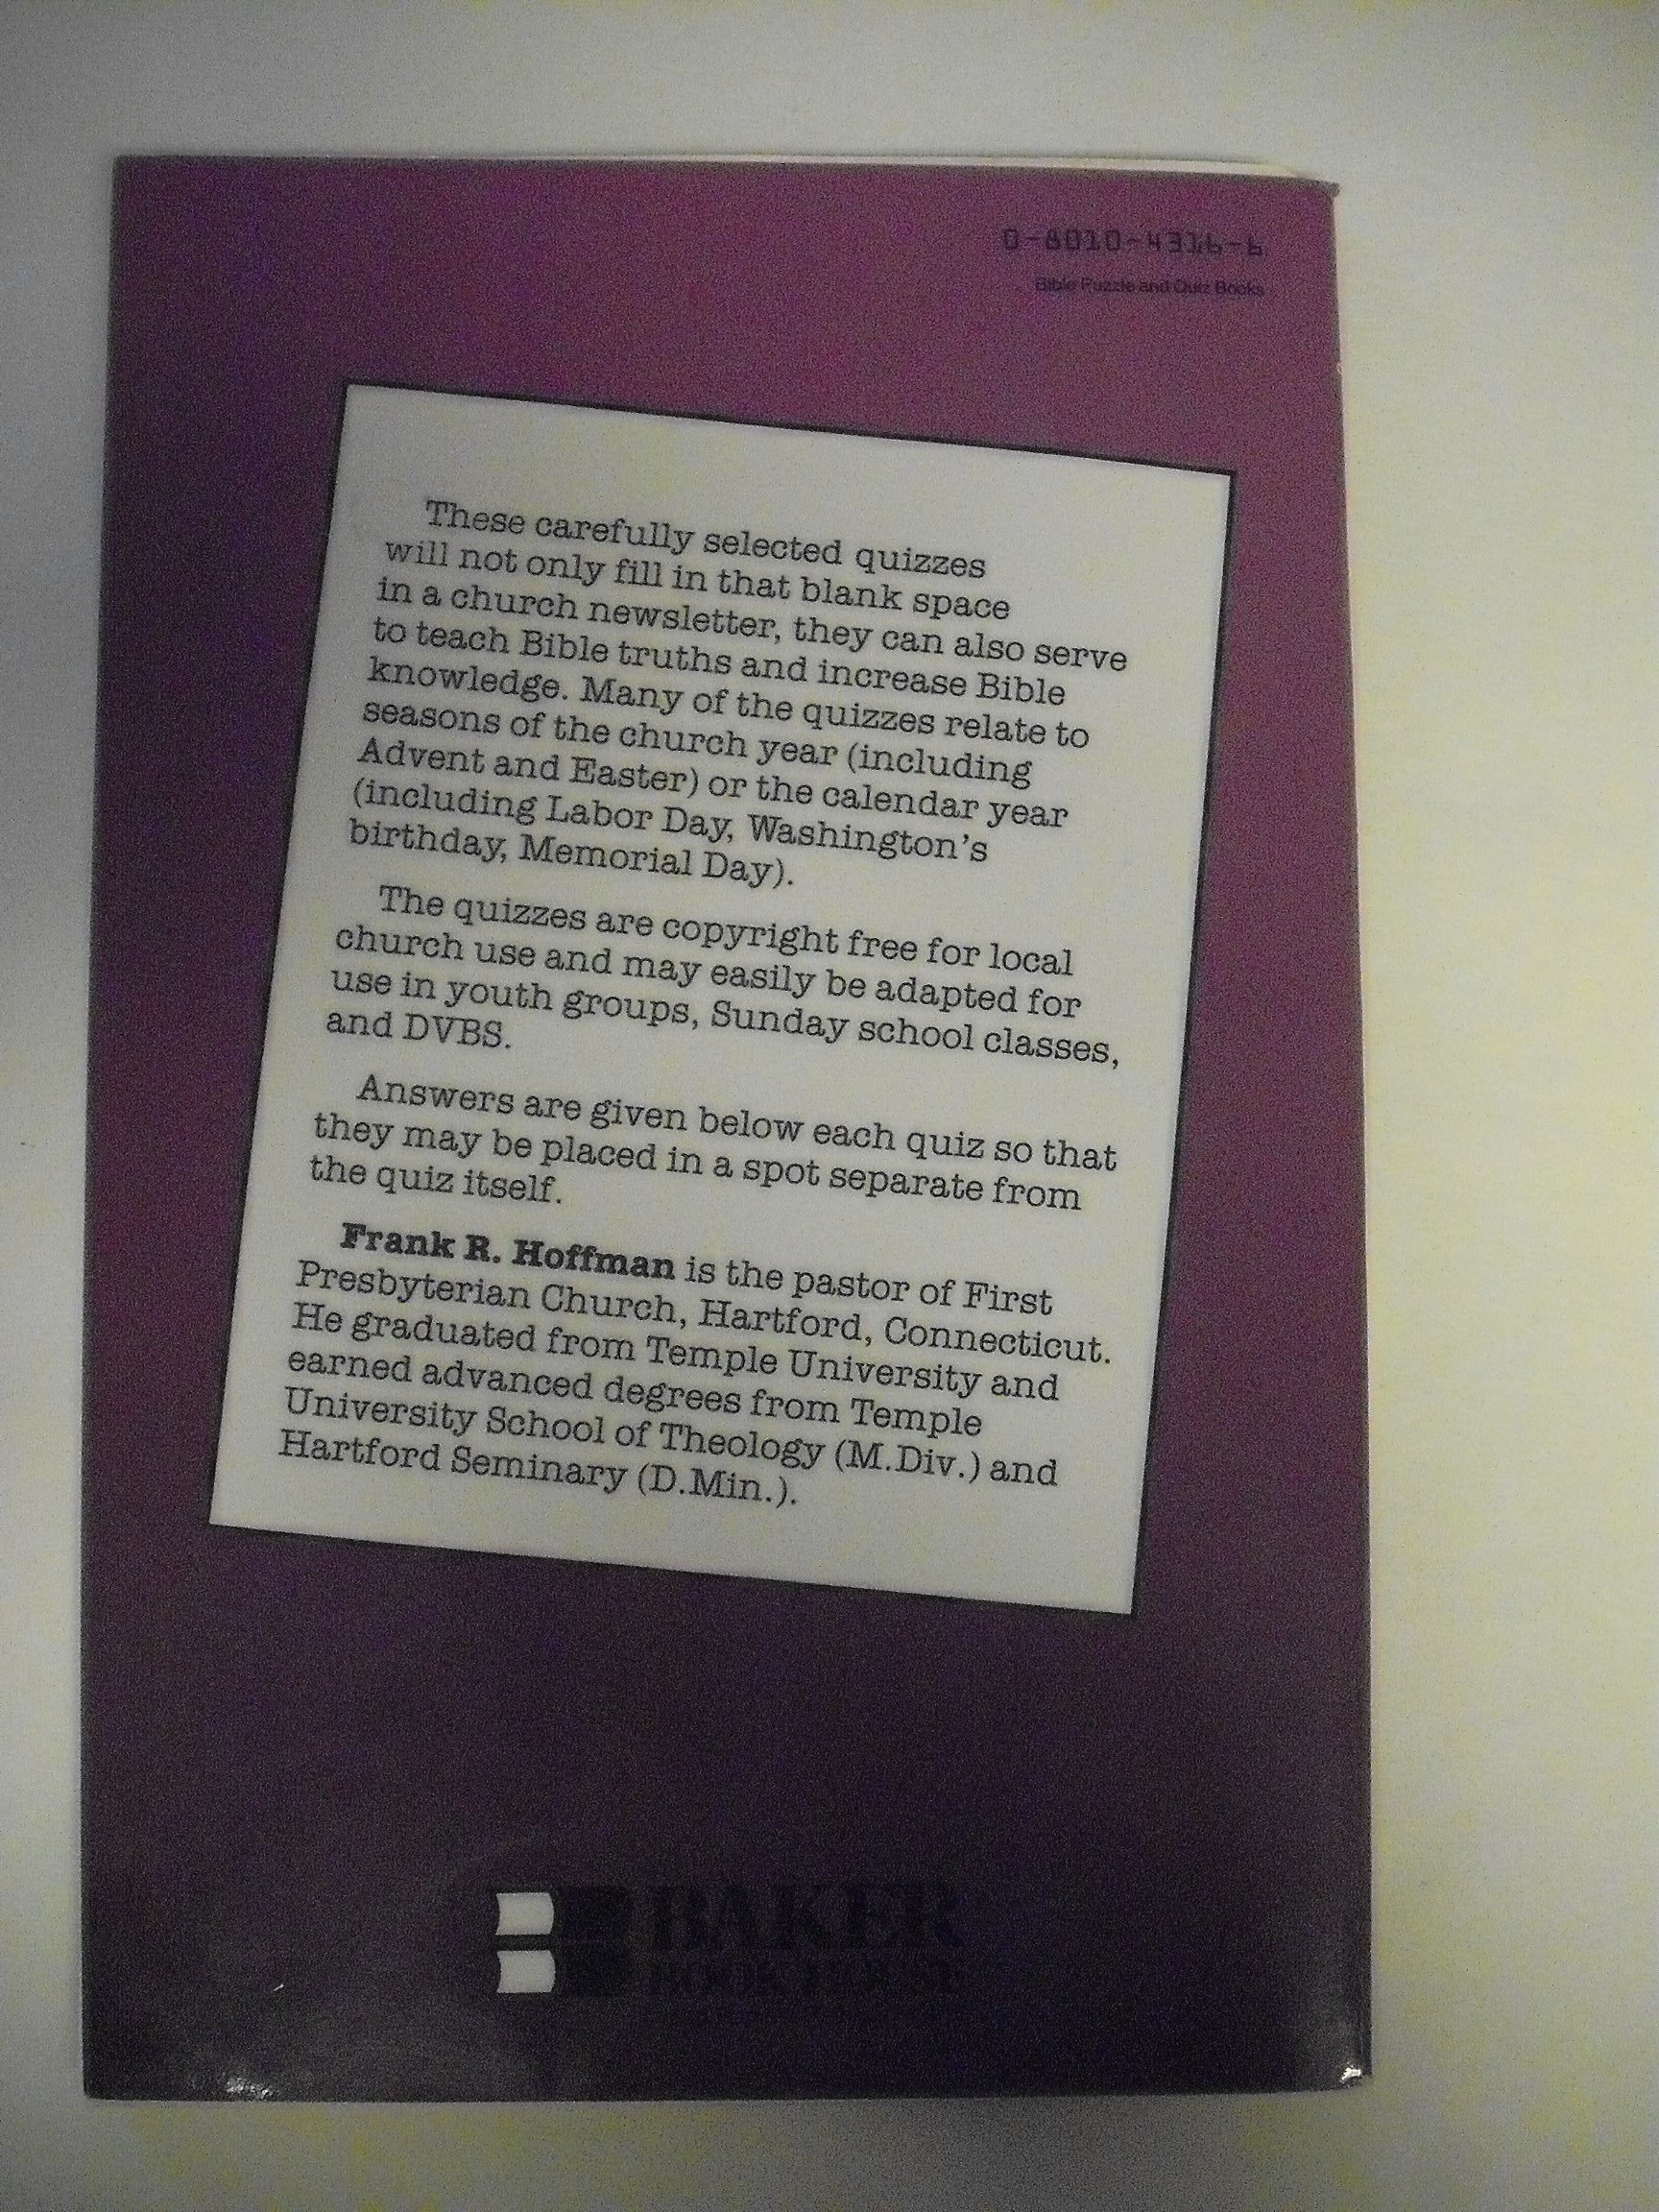 0-8010-4316-6
Bible Puzzle and Quiz Books
These carefully selected quizzes
will not only fill in that blank space
in a church newsletter, they can also serve
to teach Bible truths and increase Bible
knowledge. Many of the quizzes relate to
seasons of the church year (including
Advent and Easter) or the calendar year
(including Labor Day, Washington's
birthday, Memorial Day).
The quizzes are copyright free for local
church use and may easily be adapted for
use in youth groups, Sunday school classes,
and DVBS.
Answers are given below each quiz so that
they may be placed in a spot separate from
the quiz itself.
Frank R. Hoffman is the pastor of First
Presbyterian Church, Hartford, Connecticut.
He graduated from Temple University and
earned advanced degrees from Temple
University School of Theology (M.Div.) and
Hartford Seminary (D.Min.).
BAKER
BOOK HOUSE